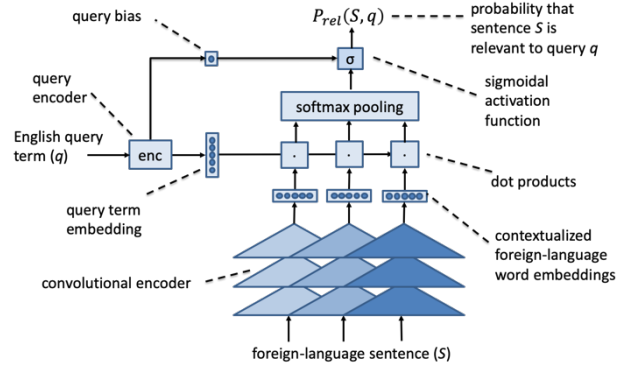 query bias
P_rel(S, q)
probability that
sentence S is
relevant to query q
σ
query
encoder
sigmoidal
activation
function
softmax pooling
English query
term (q)
enc
. . .
dot products
query term
embedding
contextualized
foreign-language
word embeddings
convolutional encoder
foreign-language sentence (S)